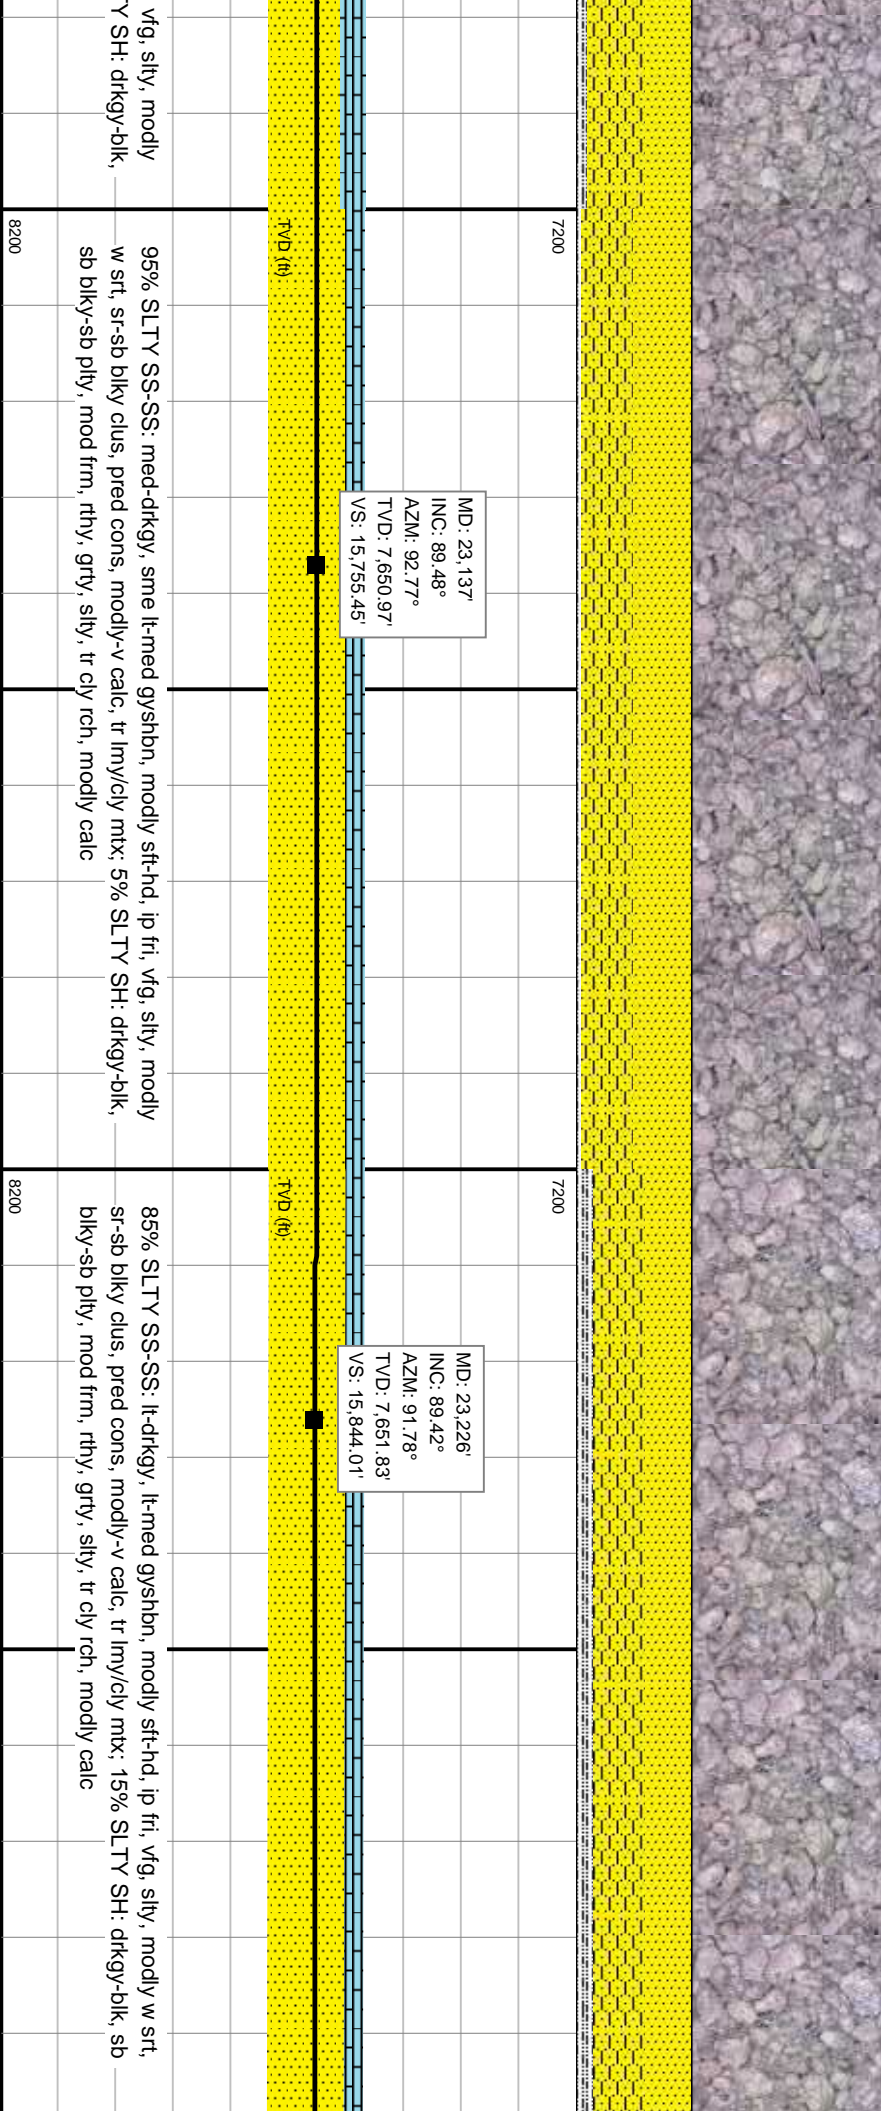 vfg, slty, modly
Y SH: drkgy-blk,
7200
TVD (ft)
8200
MD: 23,137'
INC: 89.48°
AZM: 92.77°
TVD: 7,650.97'
VS: 15,755.45'
95% SLTY SS-SS: med-drkgy, sme lt-med gyshbn, modly sft-hd, ip fri, vfg, slty, modly
w srt, sr-sb blky clus, pred cons, modly-v calc, tr lmy/cly mtx; 5% SLTY SH: drkgy-blk,
sb blky-sb plty, mod frm, rthy, grty, slty, tr cly rch, modly calc
7200
TVD (ft)
8200
MD: 23,226'
INC: 89.42°
AZM: 91.78°
TVD: 7,651.83'
VS: 15,844.01'
85% SLTY SS-SS: lt-drkgy, lt-med gyshbn, modly sft-hd, ip fri, vfg, slty, modly w srt,
sr-sb blky clus, pred cons, modly-v calc, tr lmy/cly mtx; 15% SLTY SH: drkgy-blk, sb
blky-sb plty, mod frm, rthy, grty, slty, tr cly rch, modly calc